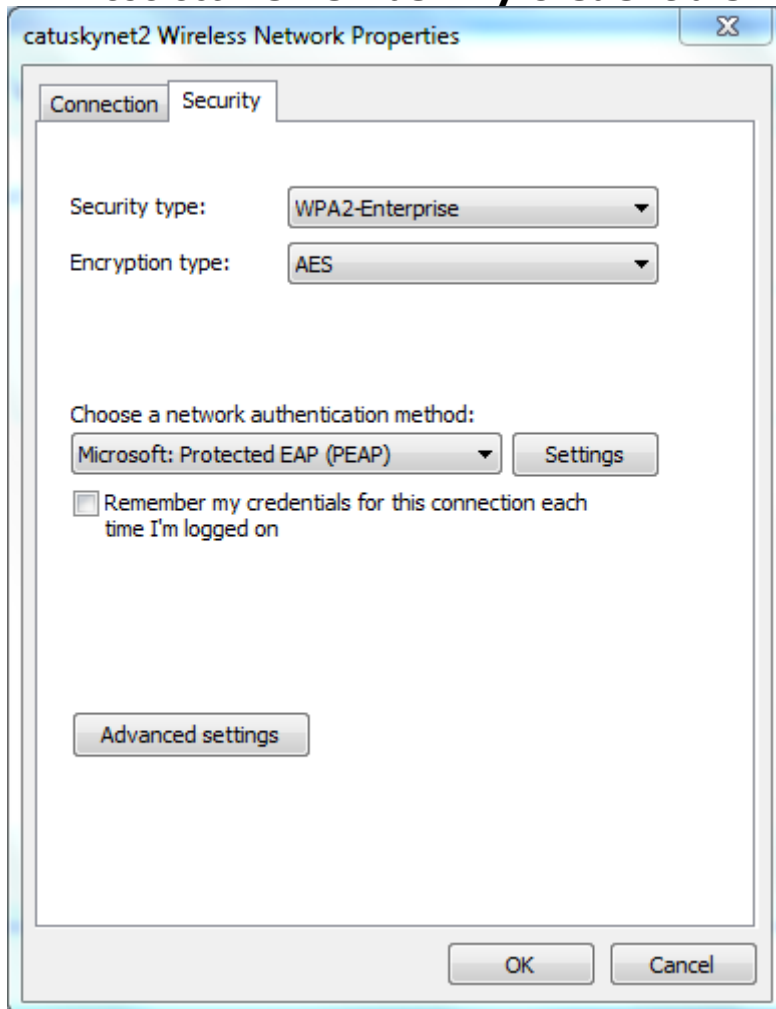 catuskynet2 Wireless Network Properties
Connection Security
Security type: WPA2-Enterprise
Encryption type: AES
Choose a network authentication method:
Microsoft: Protected EAP (PEAP) Settings
Remember my credentials for this connection each
time I'm logged on
Advanced settings
OK Cancel